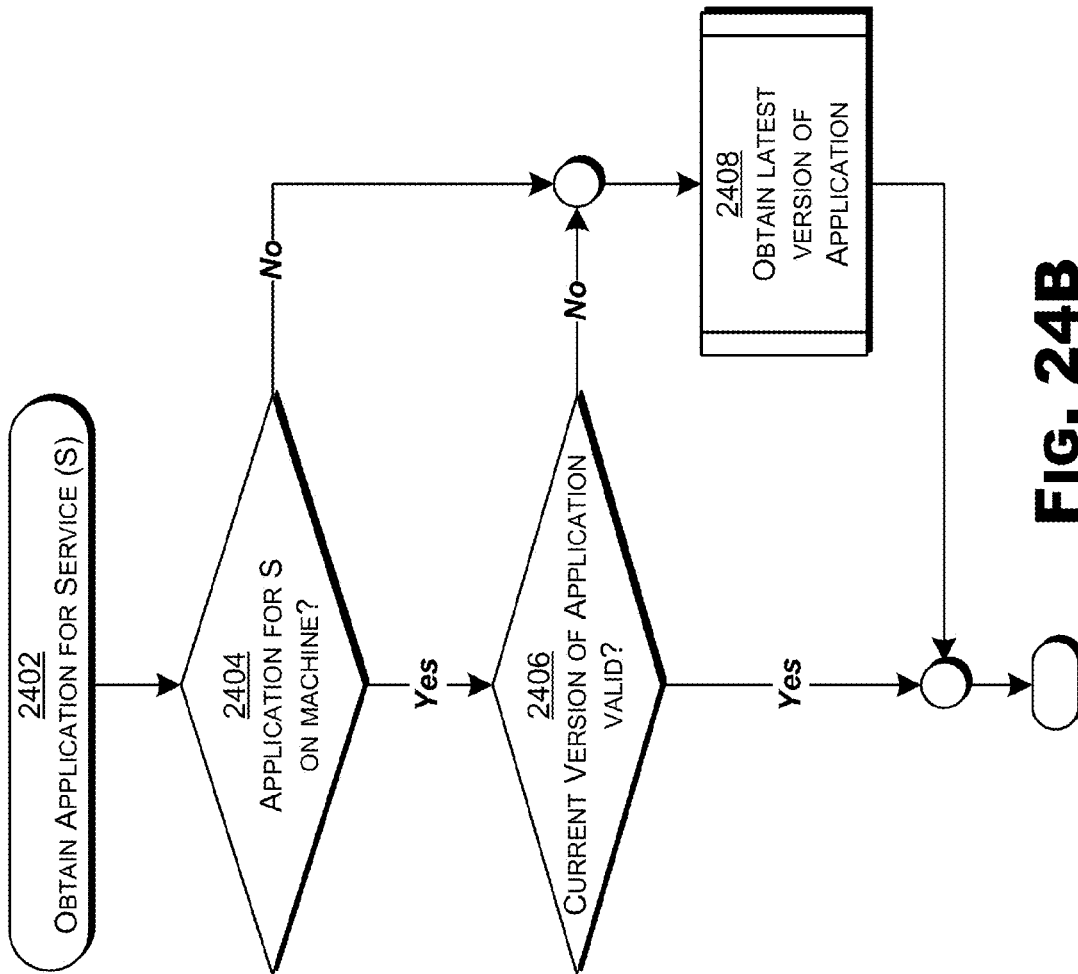 2402
OBTAIN APPLICATION FOR SERVICE (S)
2404
APPLICATION FOR S
ON MACHINE?
No
Yes
2406
CURRENT VERSION OF APPLICATION
VALID?
No
Yes
2408
OBTAIN LATEST
VERSION OF
APPLICATION
FIG. 24B